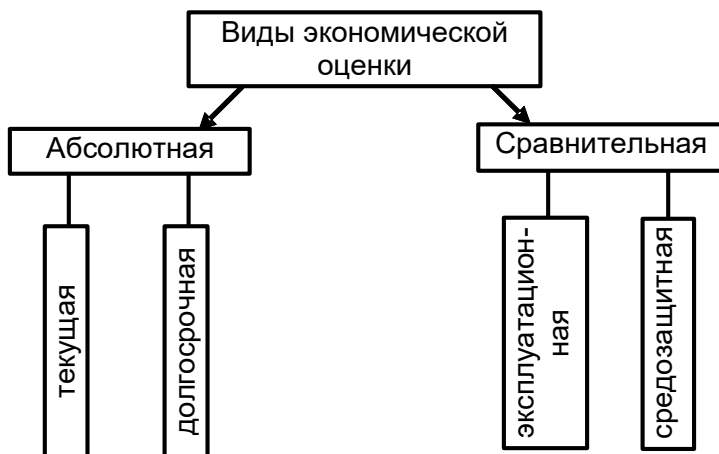 Виды экономической
оценки
Абсолютная
Сравнительная
текущая
долгосрочная
эксплуатацион-
ная
средозащитная